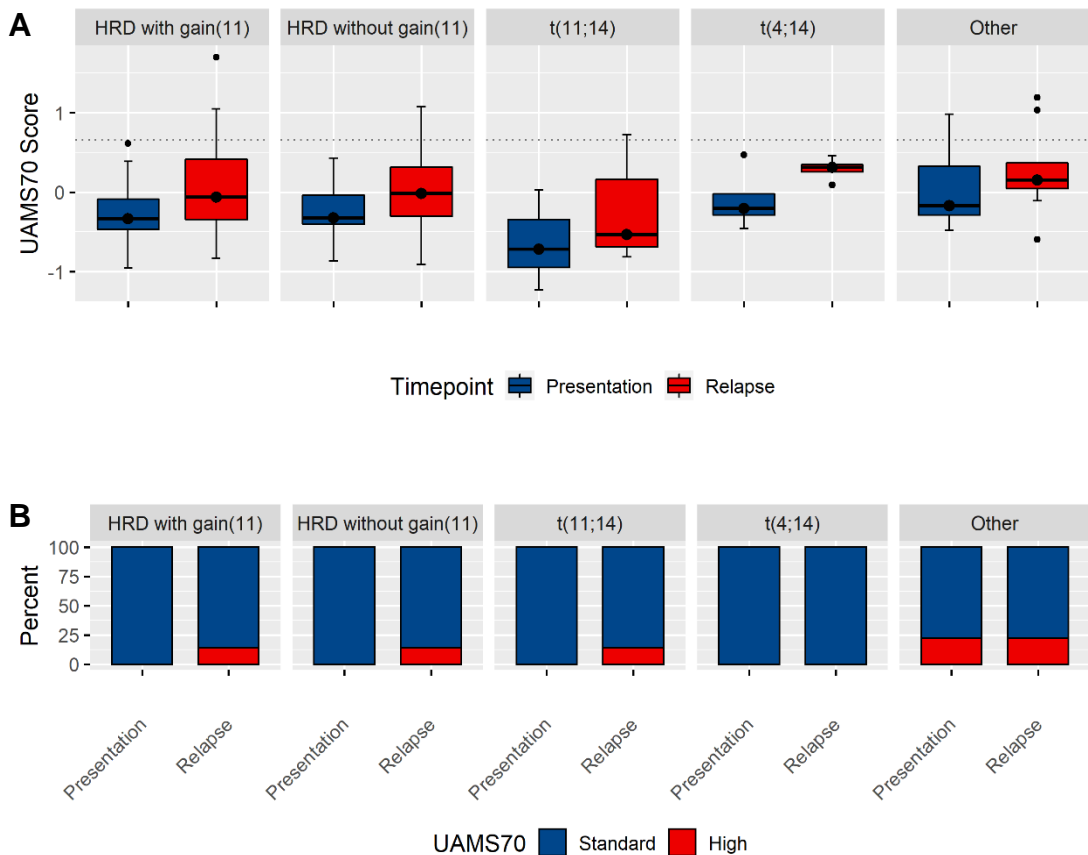 A
HRD with gain(11) HRD without gain(11) t(11;14) t(4;14) Other
UAMS70 Score
1
0
-1
Timepoint Presentation Relapse
B
HRD with gain(11) HRD without gain(11) t(11;14) t(4;14) Other
Percent
100
75
50
25
0
Presentation Relapse Presentation Relapse Presentation Relapse Presentation Relapse Presentation Relapse
UAMS70 Standard High